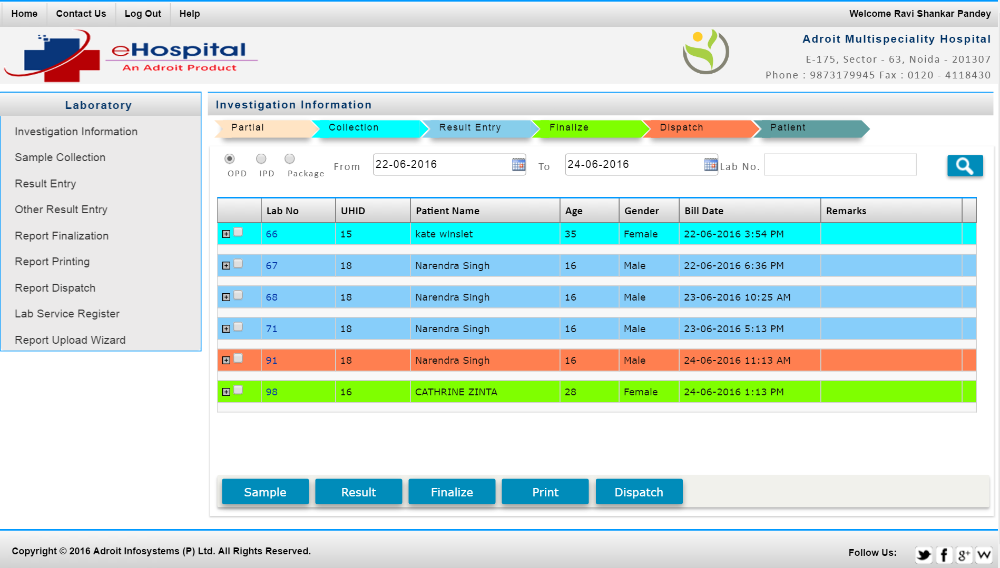 Home Contact Us Log Out Help Welcome Ravi Shankar Pandey
eHospital
An Adroit Product
Adroit Multispeciality Hospital
E-175, Sector - 63, Noida - 201307
Phone : 9873179945 Fax : 0120 - 4118430
Laboratory
Investigation Information
Sample Collection
Result Entry
Other Result Entry
Report Finalization
Report Printing
Report Dispatch
Lab Service Register
Report Upload Wizard
Investigation Information
Partial Collection Result Entry Finalize Dispatch Patient
OPD IPD Package From 22-06-2016 To 24-06-2016 Lab No.
Lab No UHID Patient Name Age Gender Bill Date Remarks
66 15 kate winslet 35 Female 22-06-2016 3:54 PM
67 18 Narendra Singh 16 Male 22-06-2016 6:36 PM
68 18 Narendra Singh 16 Male 23-06-2016 10:25 AM
71 18 Narendra Singh 16 Male 23-06-2016 5:13 PM
91 18 Narendra Singh 16 Male 24-06-2016 11:13 AM
98 16 CATHRINE ZINTA 28 Female 24-06-2016 1:13 PM
Sample Result Finalize Print Dispatch
Copyright © 2016 Adroit Infosystems (P) Ltd. All Rights Reserved. Follow Us: f g+ W